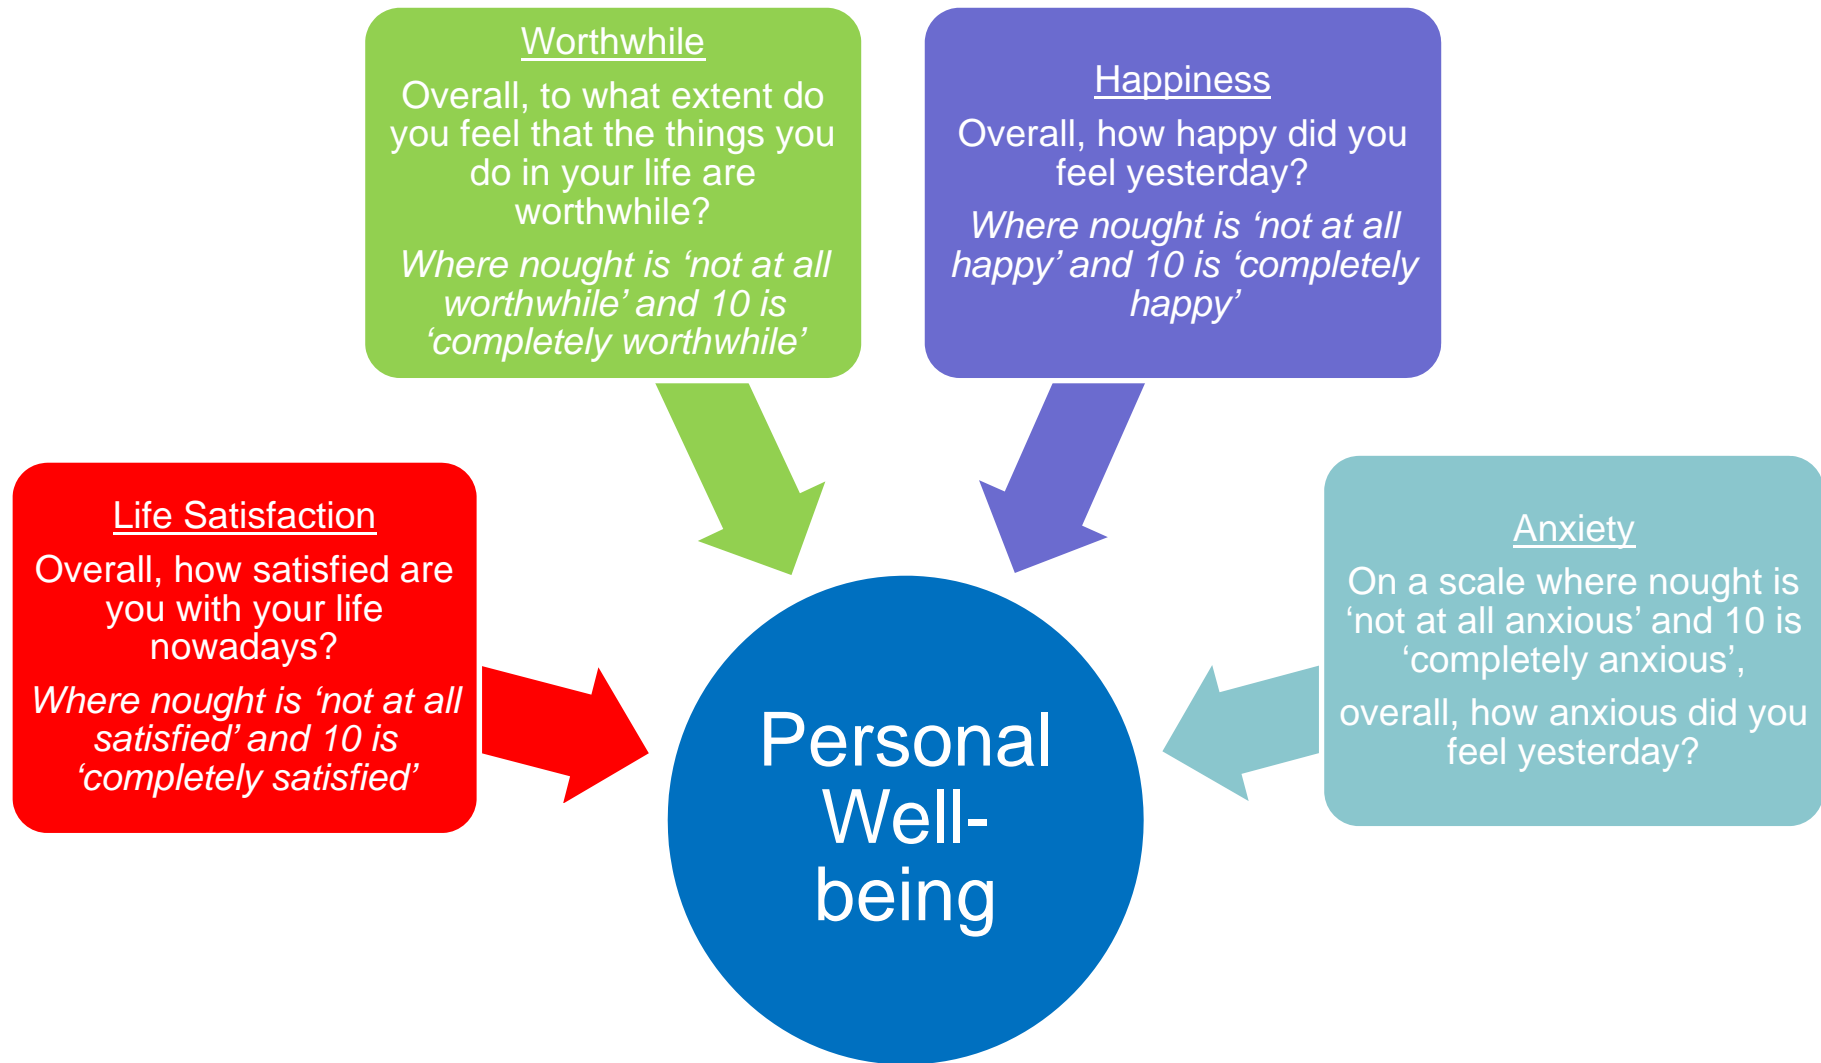 Worthwhile
Overall, to what extent do
you feel that the things you
do in your life are
worthwhile?
Where nought is ‘not at all
worthwhile’ and 10 is
‘completely worthwhile’
Happiness
Overall, how happy did you
feel yesterday?
Where nought is ‘not at all
happy’ and 10 is ‘completely
happy’
Life Satisfaction
Overall, how satisfied are
you with your life
nowadays?
Where nought is ‘not at all
satisfied’ and 10 is
‘completely satisfied’
Anxiety
On a scale where nought is
‘not at all anxious’ and 10 is
‘completely anxious’,
overall, how anxious did you
feel yesterday?
Personal
Well-
being